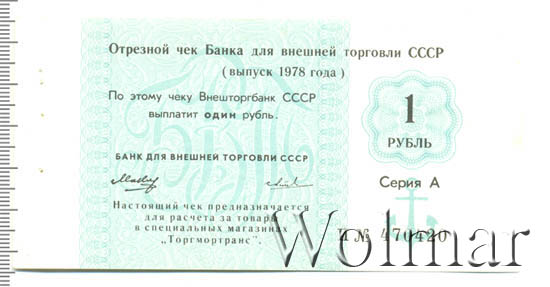 Отрезной чек Банка для внешней торговли СССР
(выпуск 1978 года)
По этому чеку Внешторгбанк СССР
выплатит один рубль.
1
РУБЛЬ
БАНК ДЛЯ ВНЕШНЕЙ ТОРГОВЛИ СССР
Серия А
Настоящий чек предназначается
для расчета за товары
в специальных магазинах
„Торгмортранс".
№ 470420
Wolmar